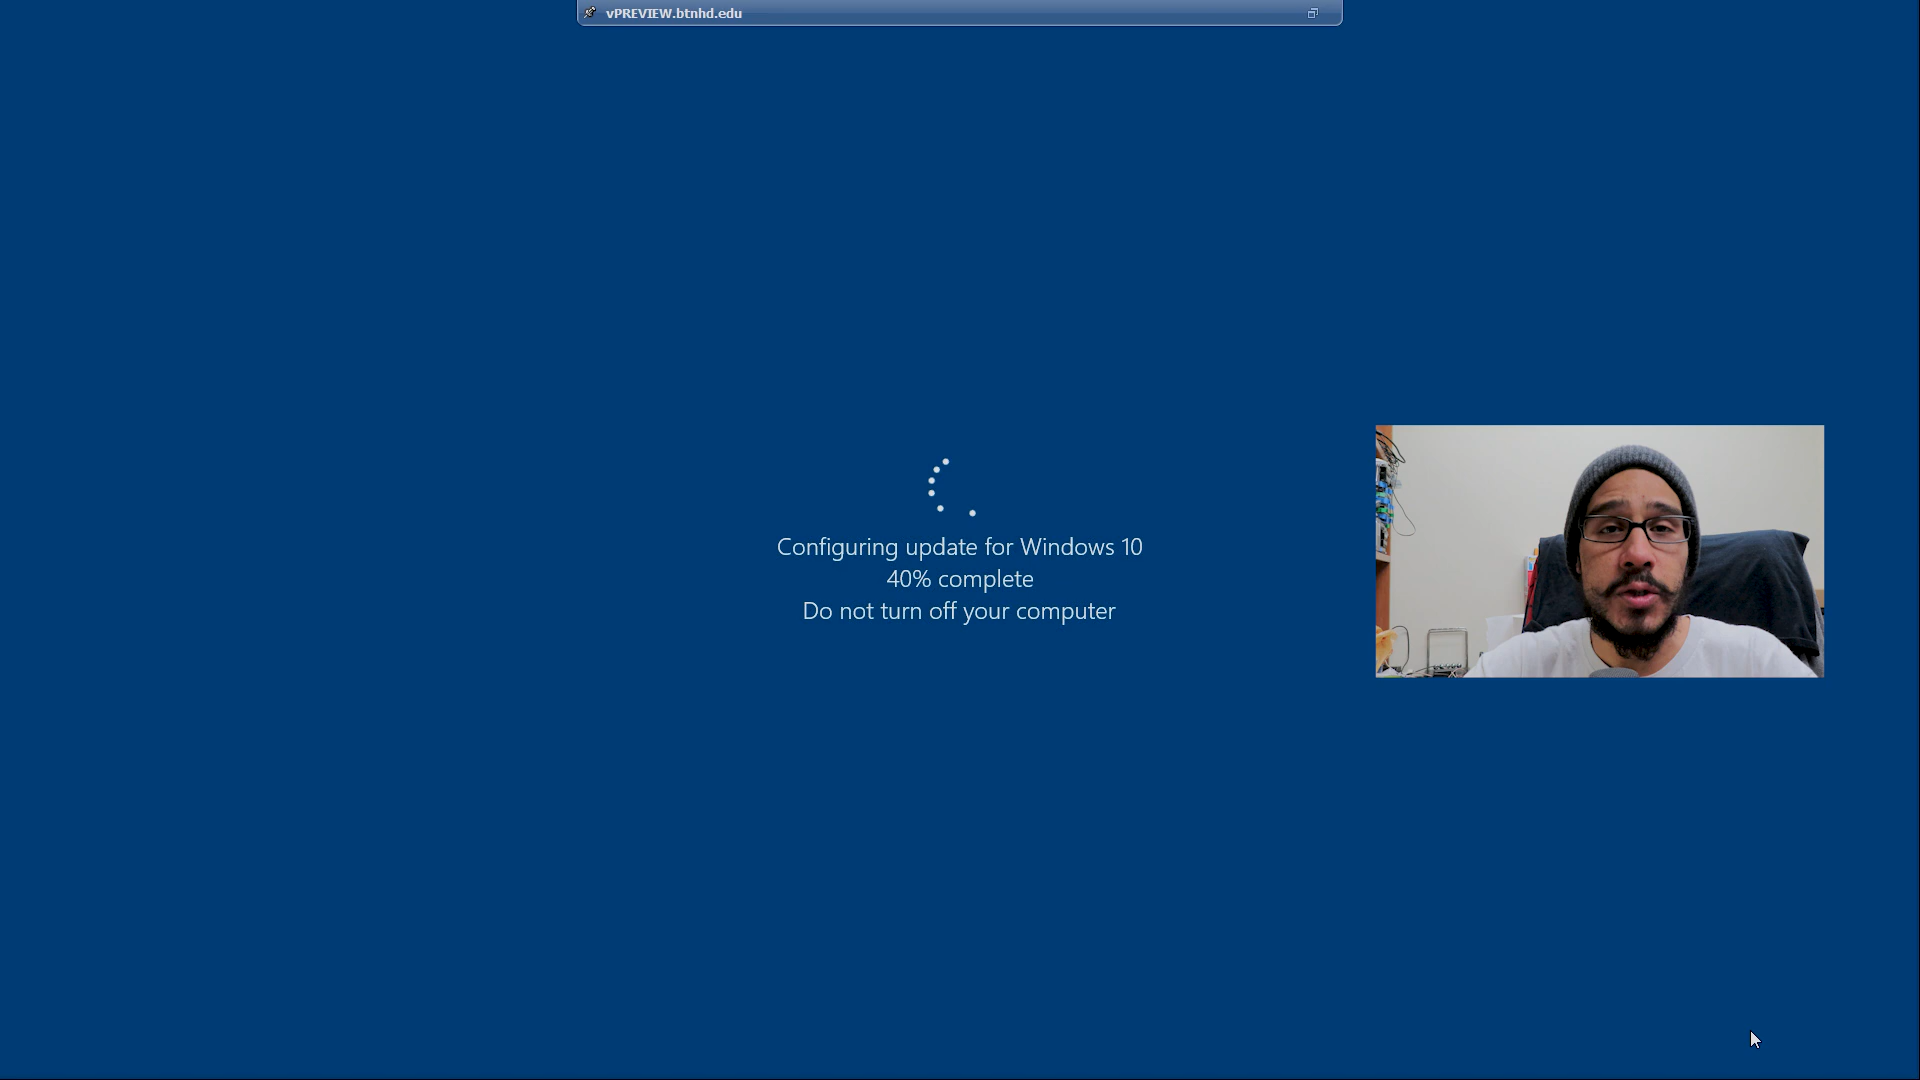 vPREVIEW.btnhd.edu
Configuring update for Windows 10
40% complete
Do not turn off your computer